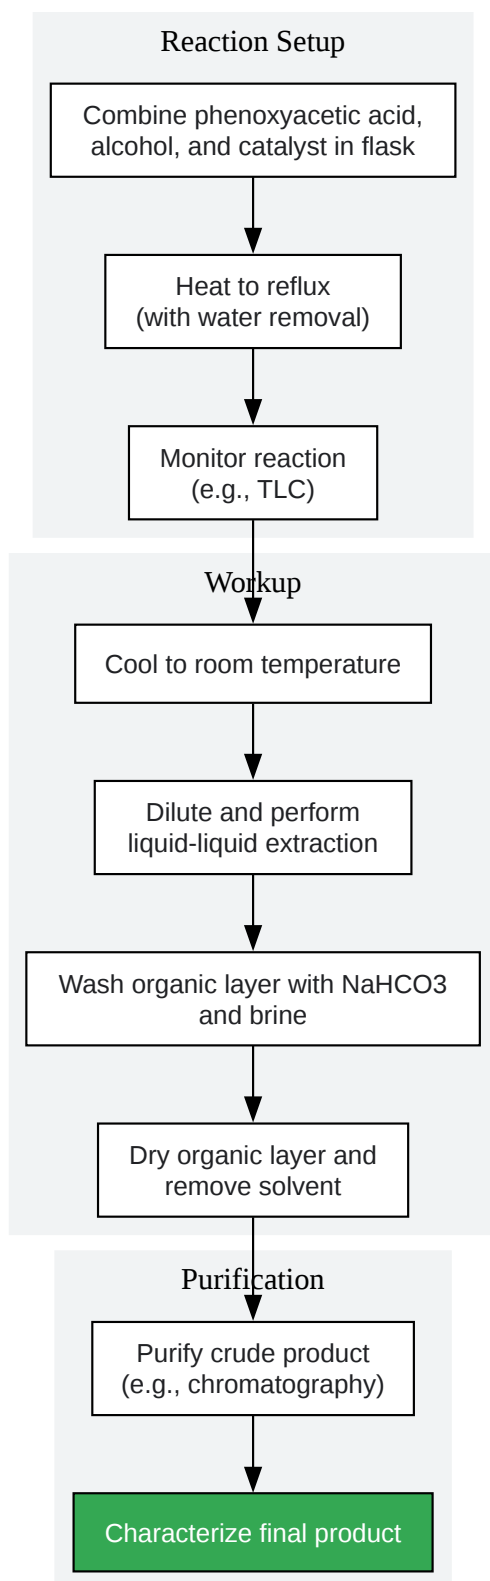 Reaction Setup
Combine phenoxyacetic acid,
alcohol, and catalyst in flask
Heat to reflux
(with water removal)
Monitor reaction
(e.g., TLC)
Workup
Cool to room temperature
Dilute and perform
liquid-liquid extraction
Wash organic layer with NaHCO3
and brine
Dry organic layer and
remove solvent
Purification
Purify crude product
(e.g., chromatography)
Characterize final product